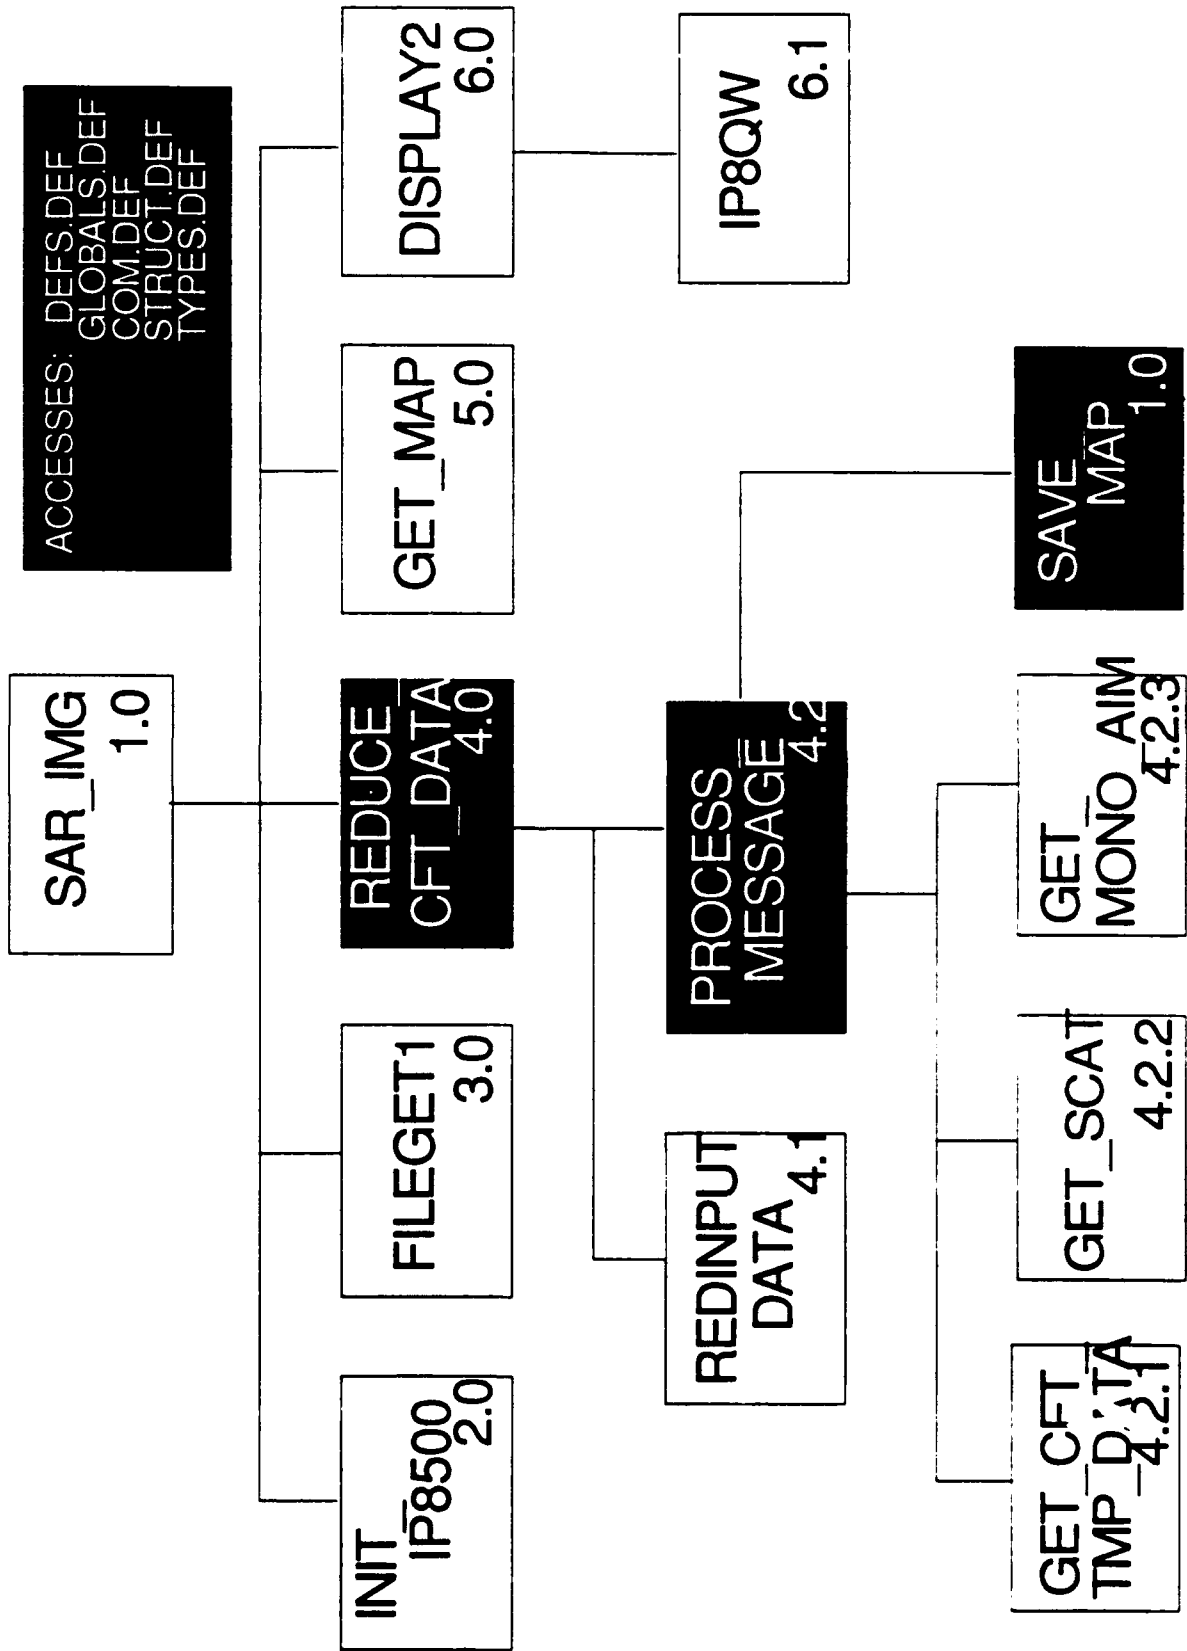 SAR_IMG
1.0
ACCESSES: DEFS.DEF
GLOBALS.DEF
COM.DEF
STRUCT.DEF
TYPES.DEF
INIT_
IP8500
2.0
FILEGET1
3.0
REDUCE_
CFT_DATA
4.0
GET_MAP
5.0
DISPLAY2
6.0
REDINPUT
DATA
4.1
PROCESS
MESSAGE
4.2
IP8QW
6.1
GET_CFT_
TMP_DATA
4.2.1
GET_SCAT
4.2.2
GET_
MONO_AIM
4.2.3
SAVE_
MAP
1.0